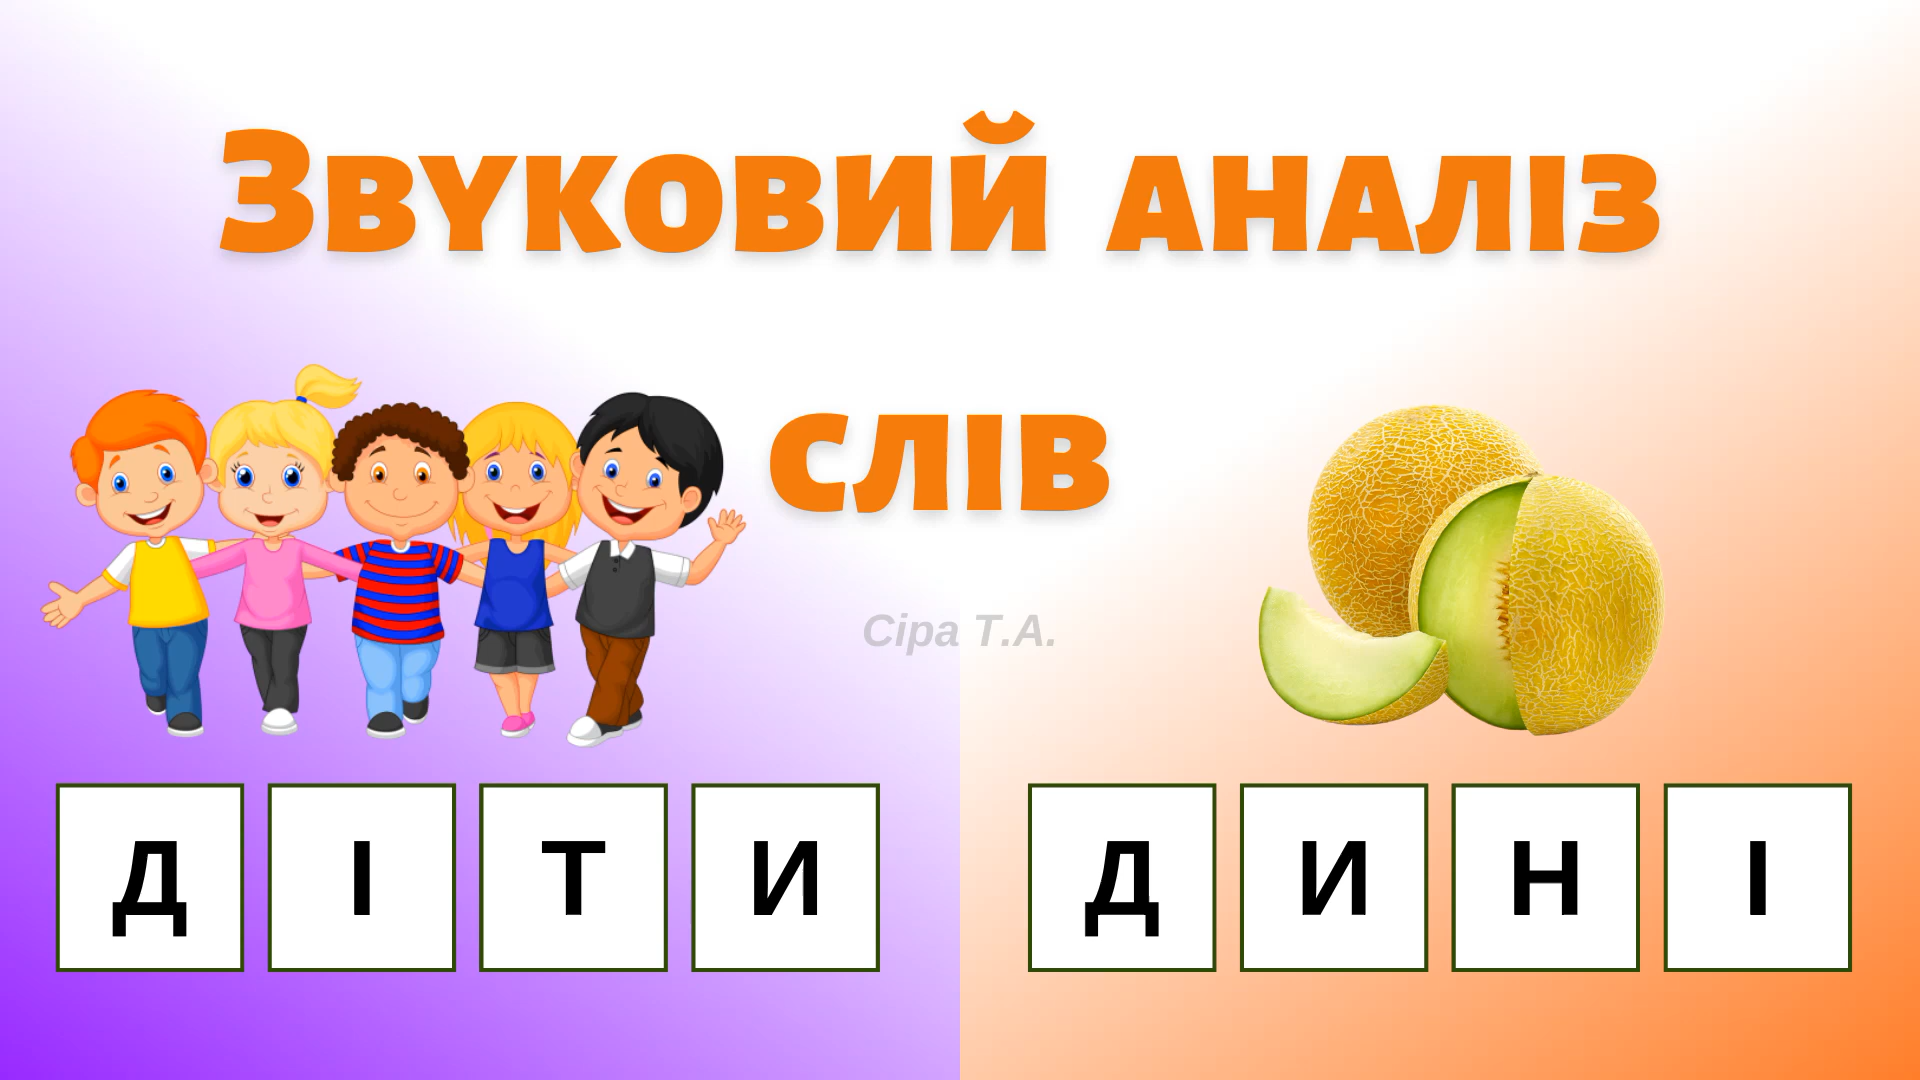 Звуковий аналіз
слів
Сіра Т.А.
Д І Т И
Д И Н І